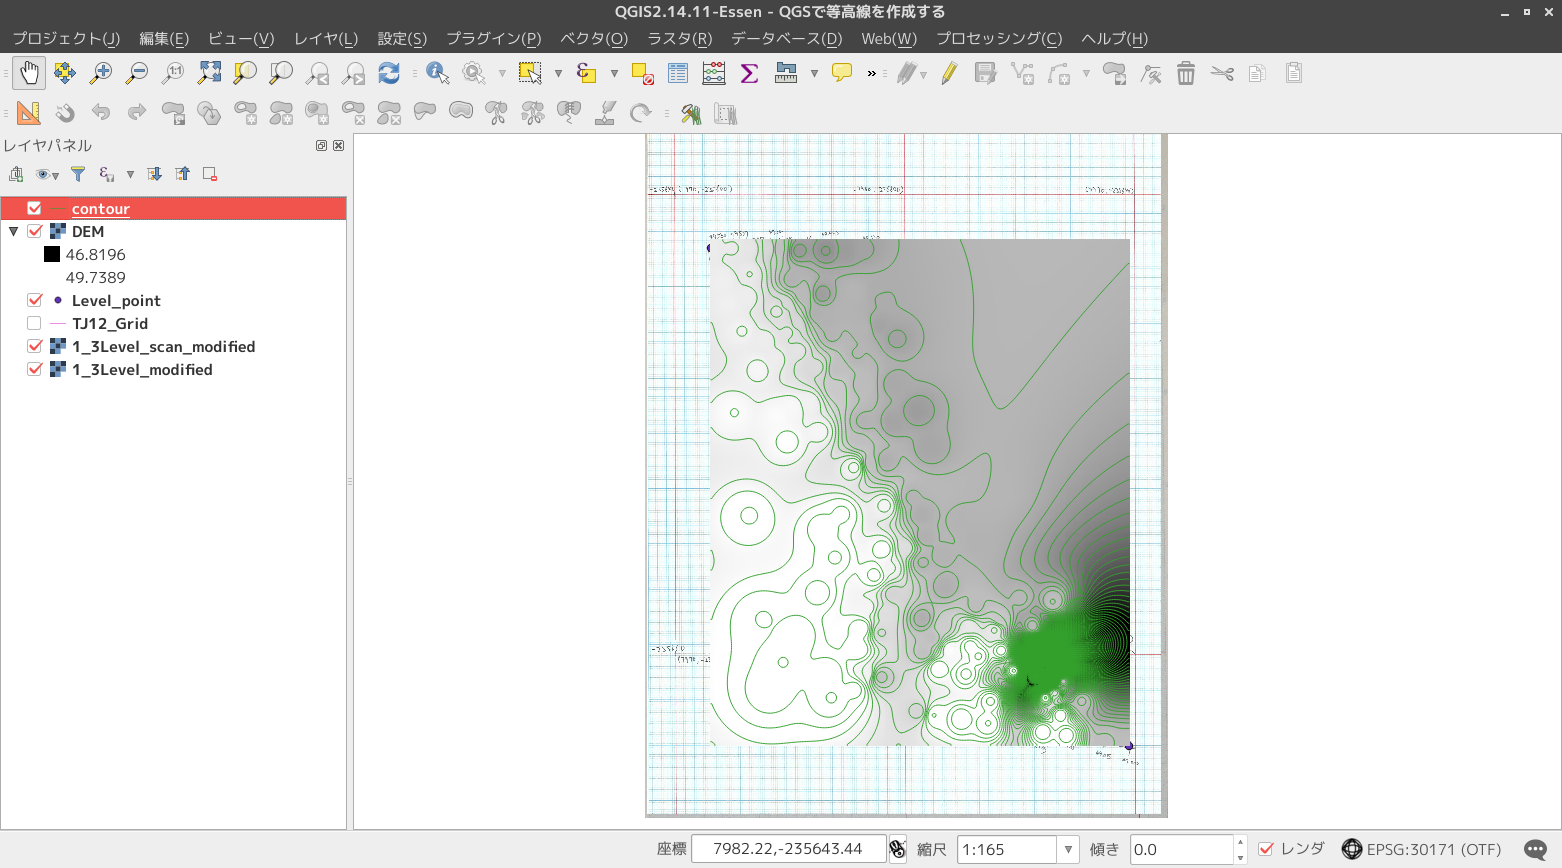 QGIS2.14.11-Essen - QGSで等高線を作成する
プロジェクト(J) 編集(E) ビュー(V) レイヤ(L) 設定(S) プラグイン(P) ベクタ(O) ラスタ(R) データベース(D) Web(W) プロセッシング(C) ヘルプ(H)
レイヤパネル
contour
DEM
46.8196
49.7389
Level_point
TJ12_Grid
1_3Level_scan_modified
1_3Level_modified
座標 7982.22,-235643.44 縮尺 1:165 傾き 0.0 レンダ EPSG:30171 (OTF)